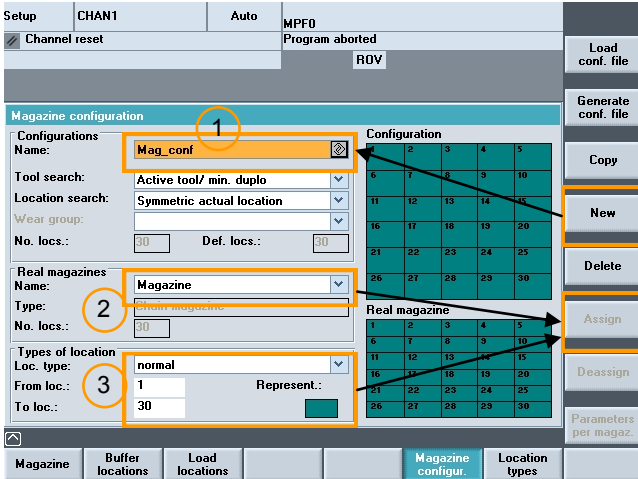 Setup CHAN1 Auto MPF0
Channel reset Program aborted
ROV
Load
conf. file
Generate
conf. file
Copy
New
Delete
Assign
Deassign
Parameters
per magaz.
Magazine configuration
1
Configurations
Name: Mag_conf
Tool search: Active tool/ min. duplo
Location search: Symmetric actual location
Wear group:
No. locs.: 30 Def. locs.: 30
Real magazines
Name: Magazine
2
Type: Chain magazine
No. locs.: 30
Types of location
Loc. type: normal
3
From loc.: 1 Represent.:
To loc.: 30
Configuration
1 2 3 4 5
6 7 8 9 10
11 12 13 14 15
16 17 18 19 20
21 22 23 24 25
26 27 28 29 30
Real magazine
1 2 3 4 5
6 7 8 9 10
11 12 13 14 15
16 17 18 19 20
21 22 23 24 25
26 27 28 29 30
Magazine
Buffer
locations
Load
locations
Magazine
configur.
Location
types